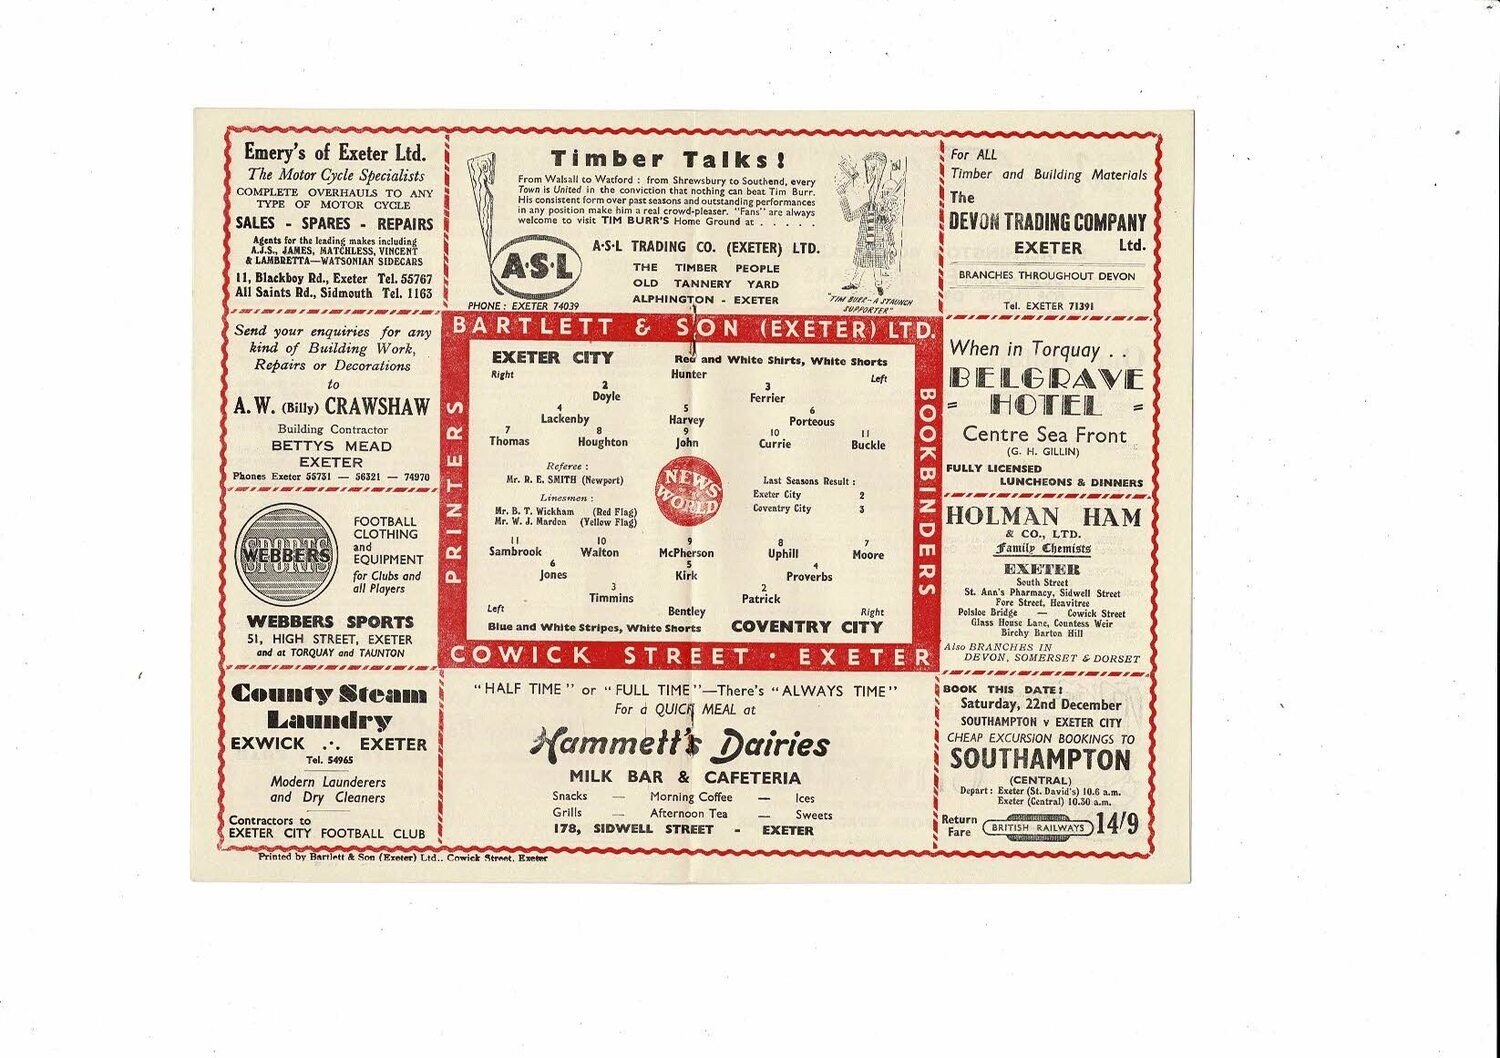 Emery's of Exeter Ltd.
The Motor Cycle Specialists
COMPLETE OVERHAULS TO ANY
TYPE OF MOTOR CYCLE
SALES - SPARES - REPAIRS
Agents for the leading makes including
A.J.S., JAMES, MATCHLESS, VINCENT
& LAMBRETTA—WATSONIAN SIDECARS
11, Blackboy Rd., Exeter Tel. 55767
All Saints Rd., Sidmouth Tel. 1163
Send your enquiries for any
kind of Building Work,
Repairs or Decorations
to
A. W. (Billy) CRAWSHAW
Building Contractor
BETTYS MEAD
EXETER
Phones Exeter 55731 — 56321 — 74970
WEBBERS
SPORTS
FOOTBALL
CLOTHING
and
EQUIPMENT
for Clubs and
all Players
WEBBERS SPORTS
51, HIGH STREET, EXETER
and at TORQUAY and TAUNTON
County Steam
Laundry
EXWICK .·. EXETER
Tel. 54965
Modern Launderers
and Dry Cleaners
Contractors to
EXETER CITY FOOTBALL CLUB
Timber Talks!
From Walsall to Watford : from Shrewsbury to Southend, every
Town is United in the conviction that nothing can beat Tim Burr.
His consistent form over past seasons and outstanding performances
in any position make him a real crowd-pleaser. "Fans" are always
welcome to visit TIM BURR'S Home Ground at . . . . . .
A·S·L
A·S·L TRADING CO. (EXETER) LTD.
THE TIMBER PEOPLE
OLD TANNERY YARD
ALPHINGTON - EXETER
PHONE : EXETER 74039
"TIM BURR—A STAUNCH
SUPPORTER"
BARTLETT & SON (EXETER) LTD.
PRINTERS
BOOKBINDERS
EXETER CITY Red and White Shirts, White Shorts
Right Hunter Left
2 3
Doyle Ferrier
4 5 6
Lackenby Harvey Porteous
7 8 9 10 11
Thomas Houghton John Currie Buckle
Referee :
Mr. R. E. SMITH (Newport)
Linesmen :
Mr. B. T. Wickham (Red Flag)
Mr. W. J. Marden (Yellow Flag)
NEWS
OF THE
WORLD
Last Seasons Result :
Exeter City 2
Coventry City 3
11 10 9 8 7
Sambrook Walton McPherson Uphill Moore
6 5 4
Jones Kirk Proverbs
3 2
Timmins Patrick
Left Bentley Right
Blue and White Stripes, White Shorts COVENTRY CITY
COWICK STREET · EXETER
"HALF TIME" or "FULL TIME"—There's "ALWAYS TIME"
For a QUICK MEAL at
Hammett's Dairies
MILK BAR & CAFETERIA
Snacks — Morning Coffee — Ices
Grills — Afternoon Tea — Sweets
178, SIDWELL STREET - EXETER
For ALL
Timber and Building Materials
The
DEVON TRADING COMPANY
EXETER Ltd.
BRANCHES THROUGHOUT DEVON
Tel. EXETER 71391
When in Torquay . .
BELGRAVE
= HOTEL =
Centre Sea Front
(G. H. GILLIN)
FULLY LICENSED
LUNCHEONS & DINNERS
HOLMAN HAM
& CO., LTD.
Family Chemists
EXETER
South Street
St. Ann's Pharmacy, Sidwell Street
Fore Street, Heavitree
Polsloe Bridge — Cowick Street
Glass House Lane, Countess Weir
Birchy Barton Hill
Also BRANCHES IN
DEVON, SOMERSET & DORSET
BOOK THIS DATE!
Saturday, 22nd December
SOUTHAMPTON v EXETER CITY
CHEAP EXCURSION BOOKINGS TO
SOUTHAMPTON
(CENTRAL)
Depart : Exeter (St. David's) 10.6 a.m.
Exeter (Central) 10.30 a.m.
Return
Fare
BRITISH RAILWAYS
14/9
Printed by Bartlett & Son (Exeter) Ltd., Cowick Street, Exeter